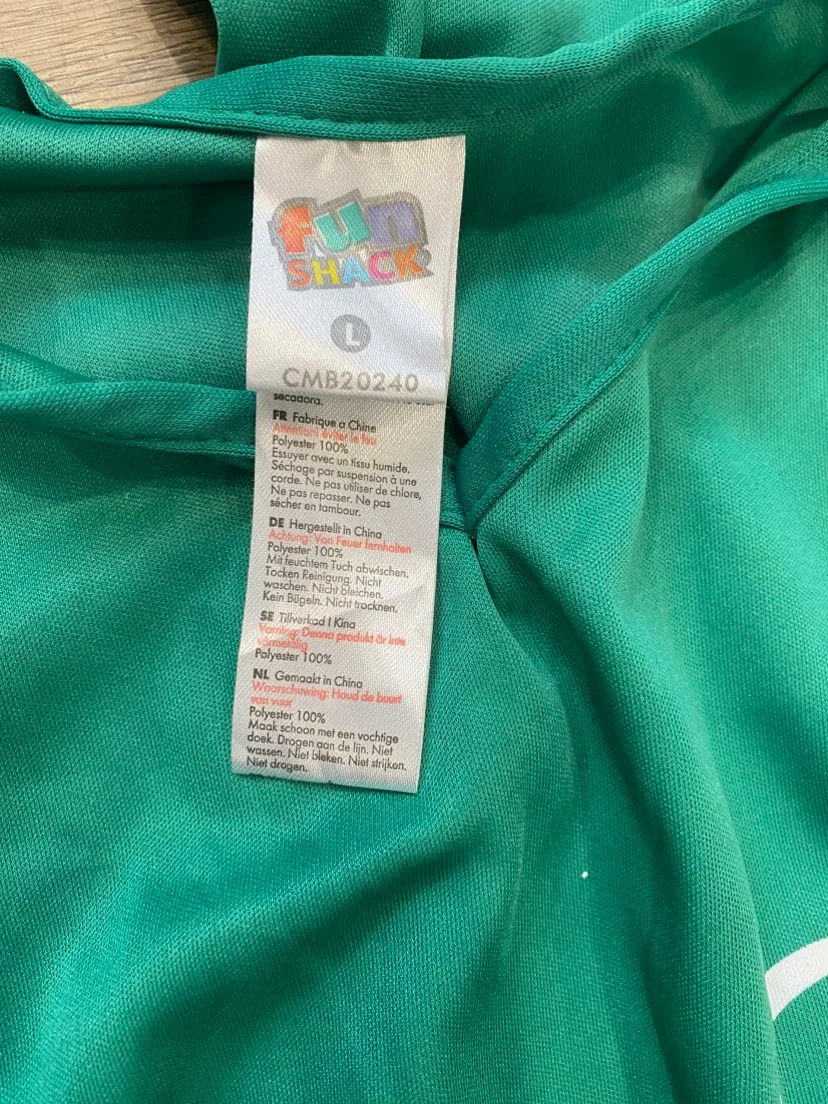 fun
SHACK
L
CMB20240
secadora.
FR Fabrique a Chine
Attention! éviter le feu
Polyester 100%
Essuyer avec un tissu humide.
Séchage par suspension à une
corde. Ne pas utiliser de chlore,
Ne pas repasser. Ne pas
sécher en tambour.
DE Hergestellt in China
Achtung: Von Feuer fernhalten
Polyester 100%
Mit feuchtem Tuch abwischen.
Tocken Reinigung. Nicht
waschen. Nicht bleichen.
Kein Bügeln. Nicht trocknen.
SE Tillverkad I Kina
Varning: Denna produkt är inte
värmetålig
Polyester 100%
NL Gemaakt in China
Waarschuwing: Houd de buurt
van vuur
Polyester 100%
Maak schoon met een vochtige
doek. Drogen aan de lijn. Niet
wassen. Niet bleken. Niet strijken.
Niet drogen.